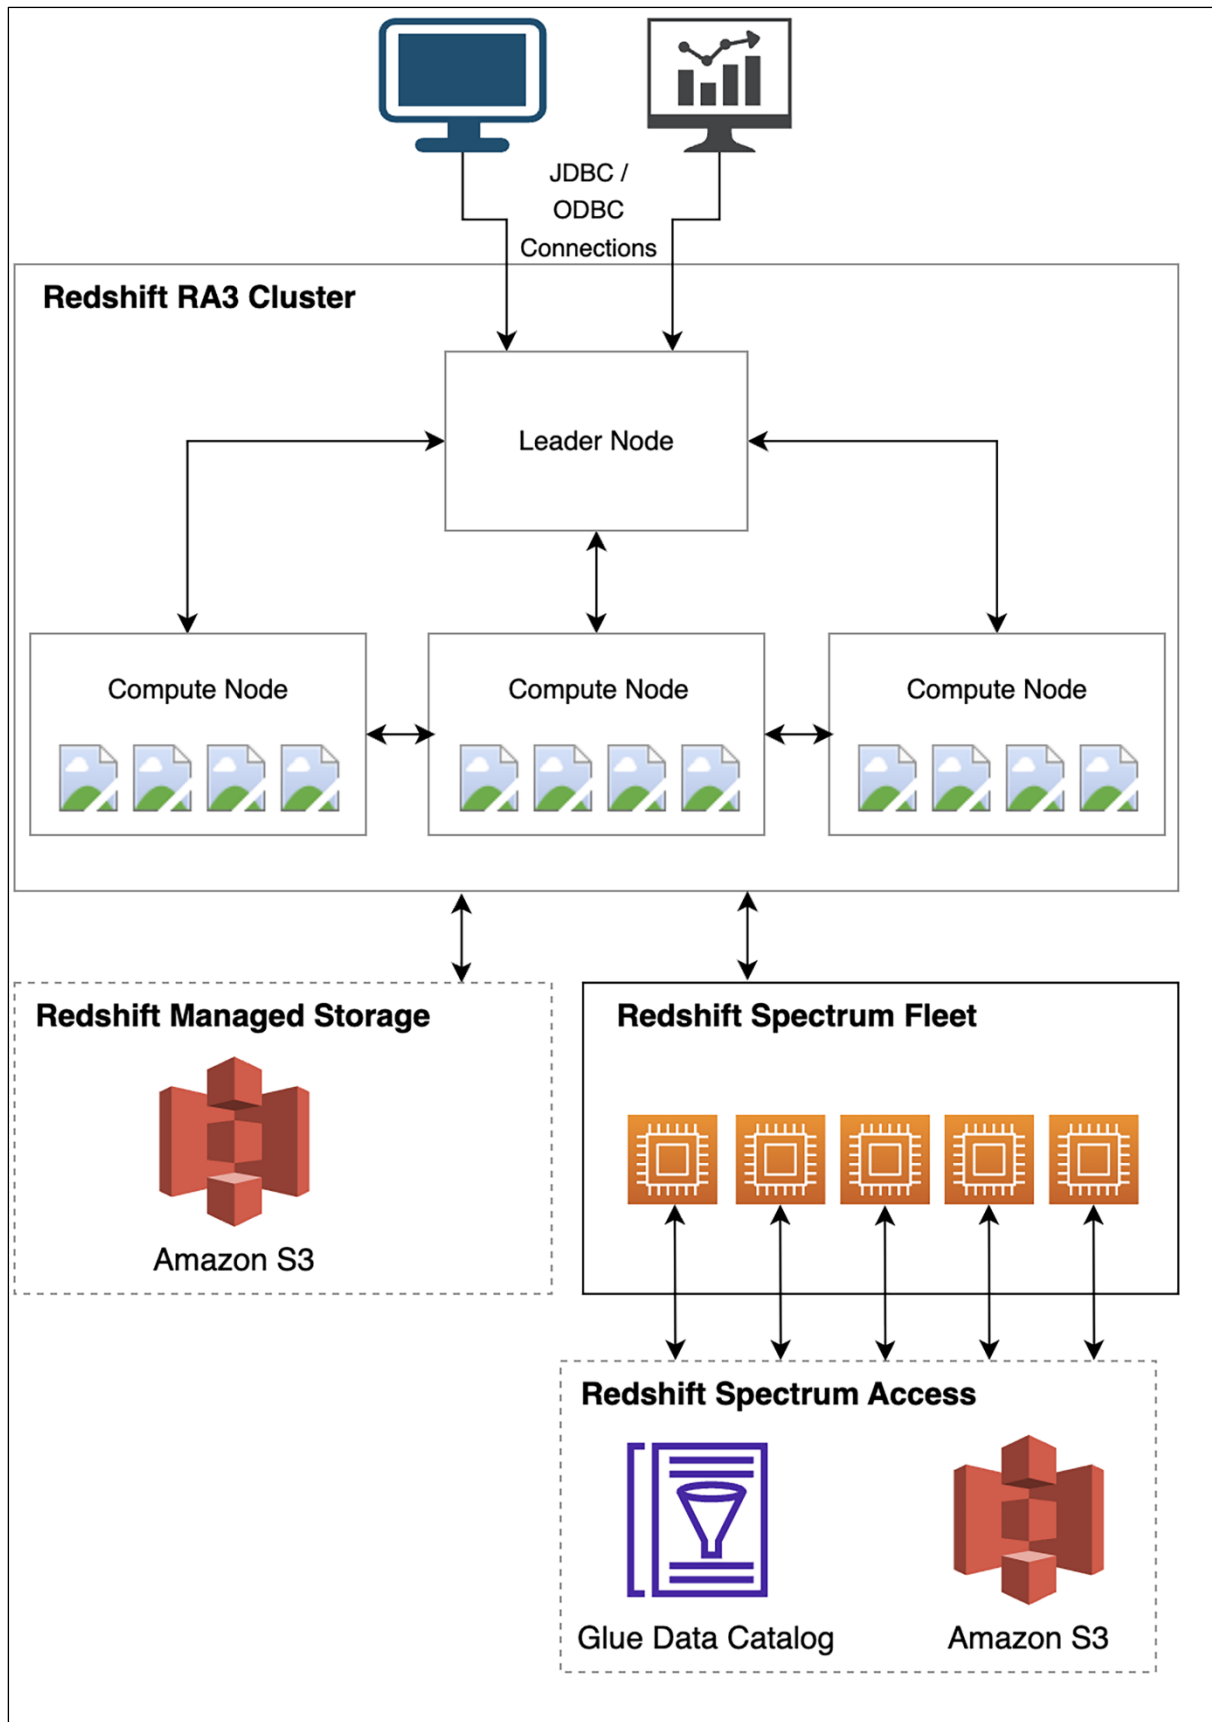 JDBC /
ODBC
Connections
Redshift RA3 Cluster
Leader Node
Compute Node
Compute Node
Compute Node
Redshift Managed Storage
Amazon S3
Redshift Spectrum Fleet
Redshift Spectrum Access
Glue Data Catalog
Amazon S3